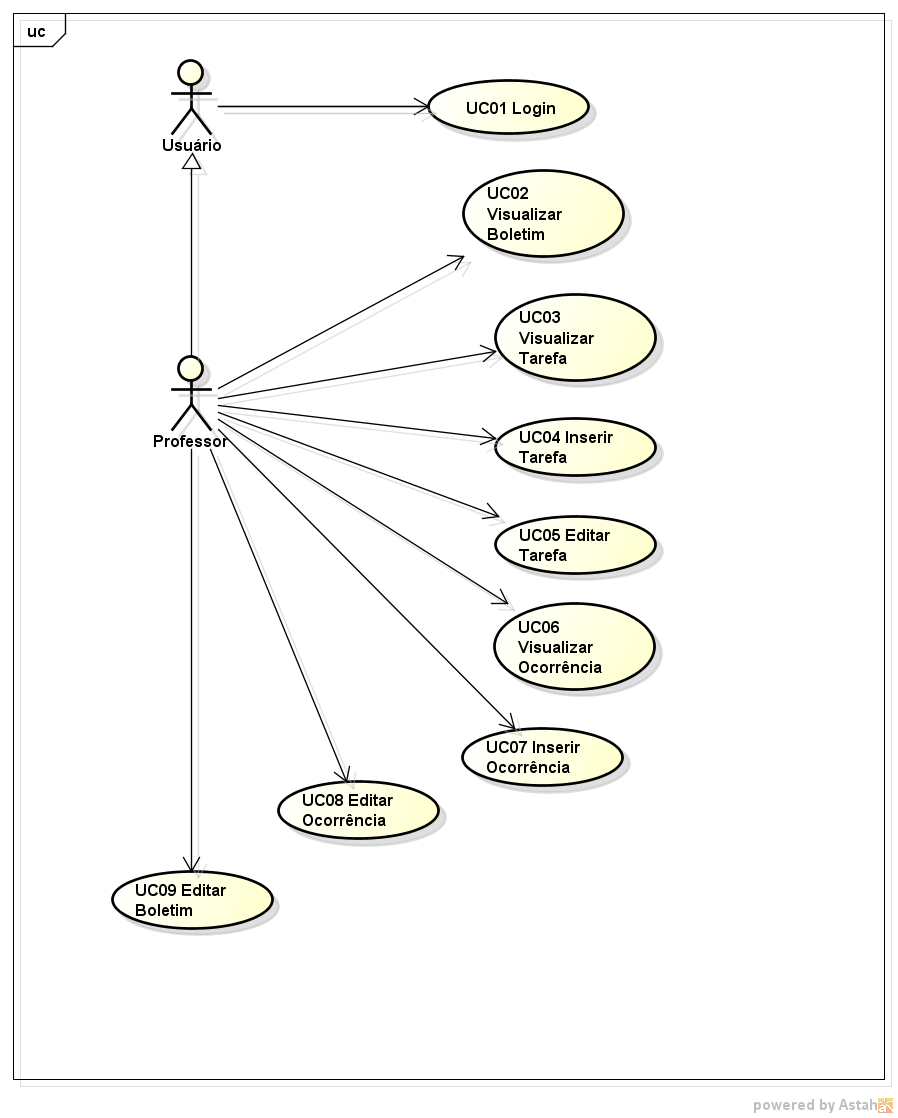 uc
UC01 Login
Usuário
UC02
Visualizar
Boletim
UC03
Visualizar
Tarefa
Professor
UC04 Inserir
Tarefa
UC05 Editar
Tarefa
UC06
Visualizar
Ocorrência
UC07 Inserir
Ocorrência
UC08 Editar
Ocorrência
UC09 Editar
Boletim
powered by Astah